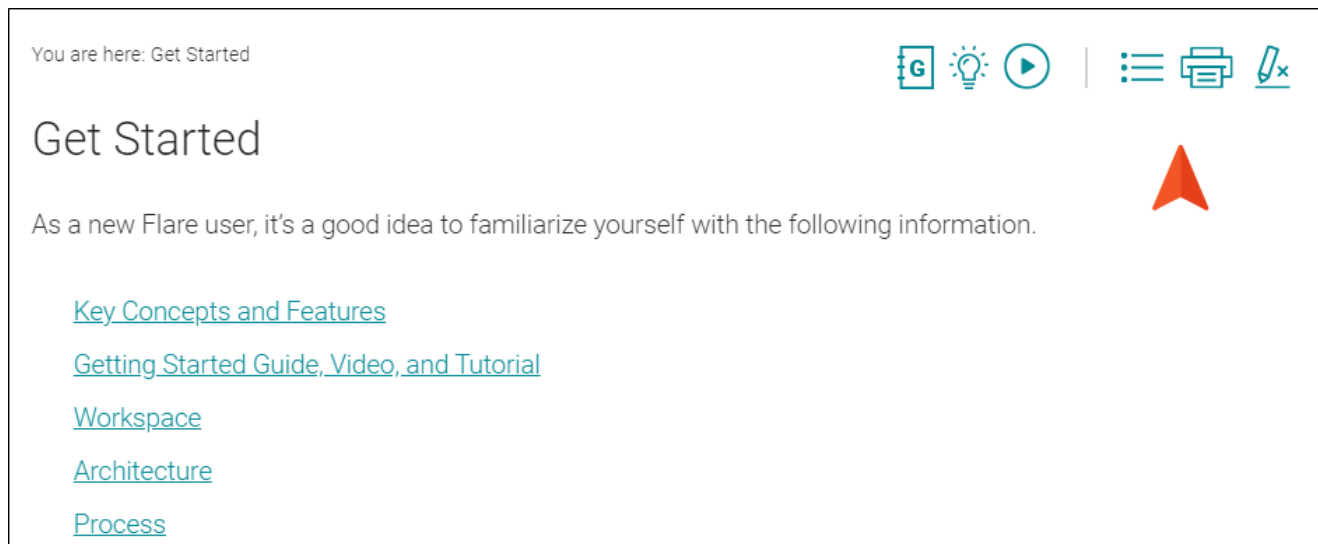 You are here: Get Started
G
Get Started
As a new Flare user, it’s a good idea to familiarize yourself with the following information.
Key Concepts and Features
Getting Started Guide, Video, and Tutorial
Workspace
Architecture
Process